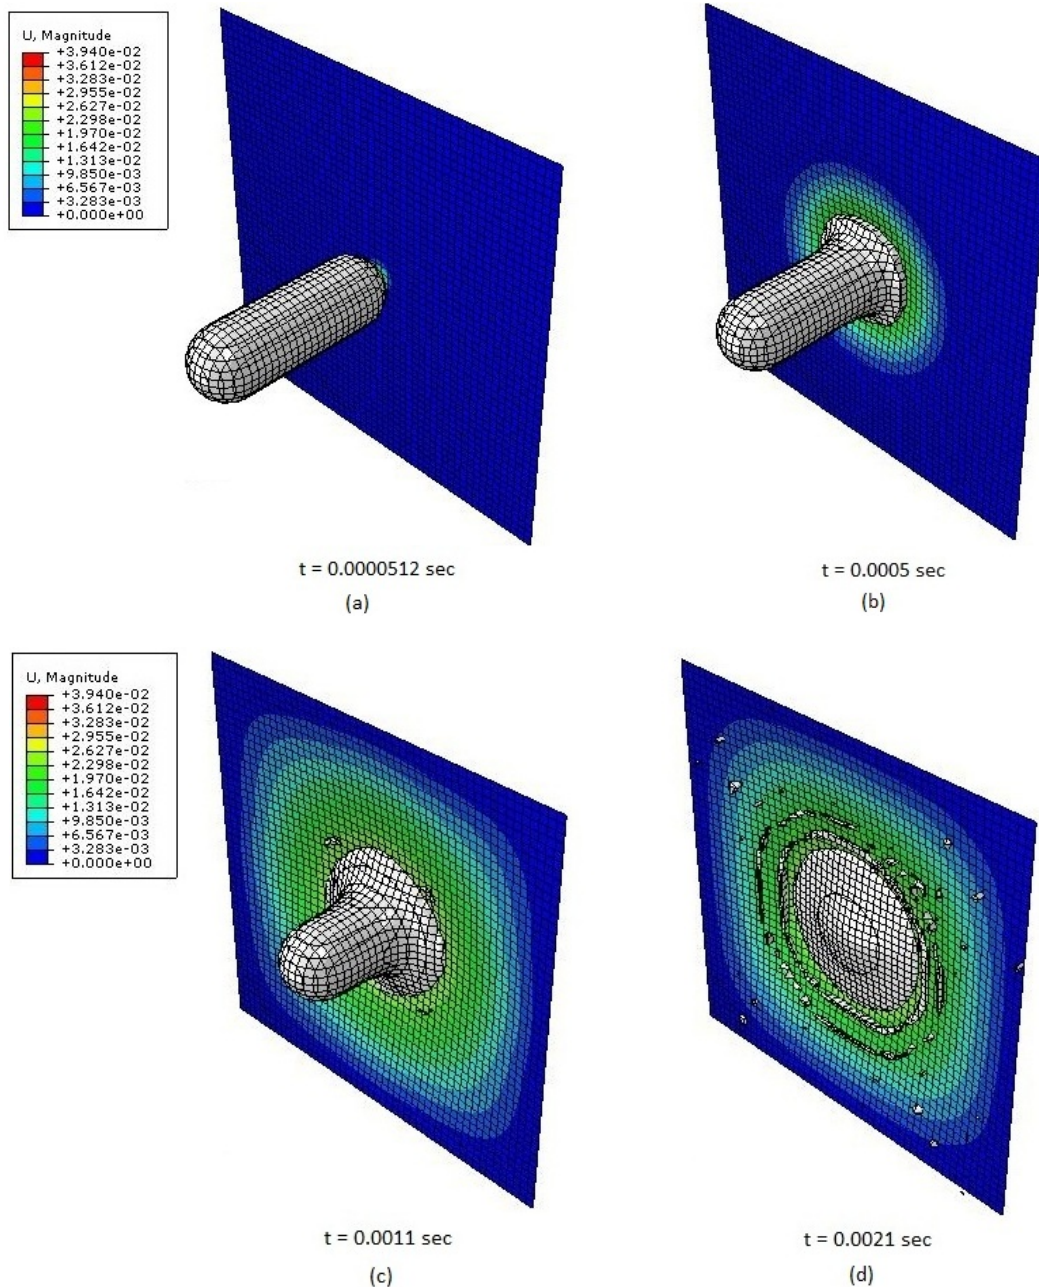 U, Magnitude
+3.940e-02
+3.612e-02
+3.283e-02
+2.955e-02
+2.627e-02
+2.298e-02
+1.970e-02
+1.642e-02
+1.313e-02
+9.850e-03
+6.567e-03
+3.283e-03
+0.000e+00
t = 0.0000512 sec
(a)
t = 0.0005 sec
(b)
U, Magnitude
+3.940e-02
+3.612e-02
+3.283e-02
+2.955e-02
+2.627e-02
+2.298e-02
+1.970e-02
+1.642e-02
+1.313e-02
+9.850e-03
+6.567e-03
+3.283e-03
+0.000e+00
t = 0.0011 sec
(c)
t = 0.0021 sec
(d)